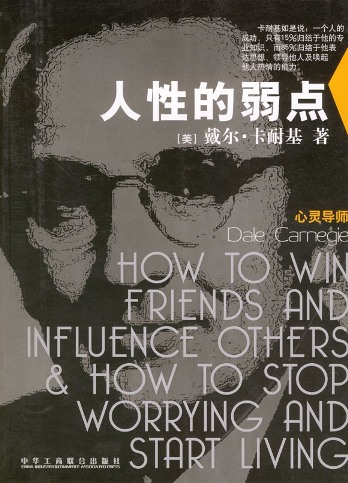 卡耐基如是说：一个人的
成功，只有15%归结于他的专
业知识，而85%归结于他表
达思想、领导他人及唤起
他人热情的能力。
人性的弱点
[美] 戴尔·卡耐基 著
心灵导师
Dale Carnegie
HOW TO WIN
FRIENDS AND
INFLUENCE OTHERS
& HOW TO STOP
WORRYING AND
START LIVING
中华工商联合出版社